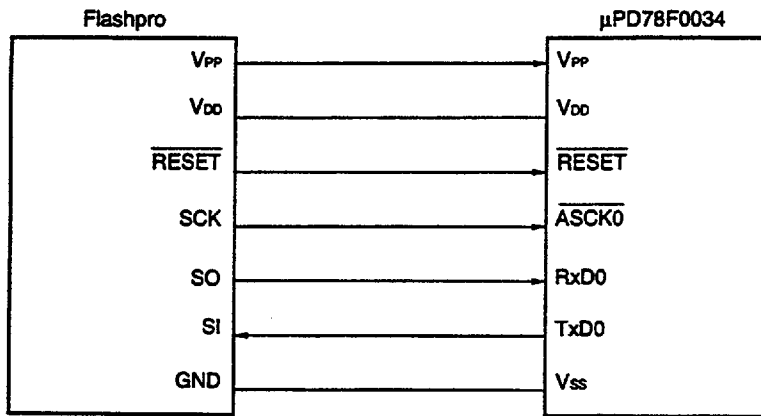 Flashpro μPD78F0034
VPP VPP
VDD VDD
RESET RESET
SCK ASCK0
SO RxD0
SI TxD0
GND Vss